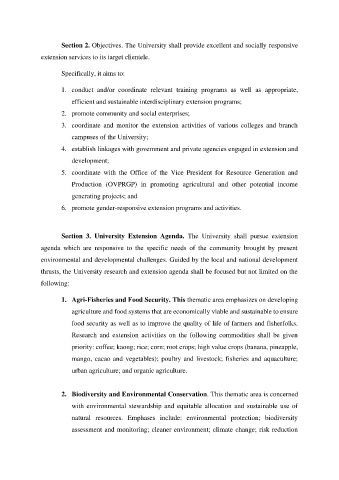 Section 2. Objectives. The University shall provide excellent and socially responsive
extension services to its target clientele.
Specifically, it aims to:
1. conduct and/or coordinate relevant training programs as well as appropriate,
efficient and sustainable interdisciplinary extension programs;
2. promote community and social enterprises;
3. coordinate and monitor the extension activities of various colleges and branch
campuses of the University;
4. establish linkages with government and private agencies engaged in extension and
development;
5. coordinate with the Office of the Vice President for Resource Generation and
Production (OVPRGP) in promoting agricultural and other potential income
generating projects; and
6. promote gender-responsive extension programs and activities.
Section 3. University Extension Agenda. The University shall pursue extension
agenda which are responsive to the specific needs of the community brought by present
environmental and developmental challenges. Guided by the local and national development
thrusts, the University research and extension agenda shall be focused but not limited on the
following:
1. Agri-Fisheries and Food Security. This thematic area emphasizes on developing
agriculture and food systems that are economically viable and sustainable to ensure
food security as well as to improve the quality of life of farmers and fisherfolks.
Research and extension activities on the following commodities shall be given
priority: coffee; kaong; rice; corn; root crops; high value crops (banana, pineapple,
mango, cacao and vegetables); poultry and livestock; fisheries and aquaculture;
urban agriculture; and organic agriculture.
2. Biodiversity and Environmental Conservation. This thematic area is concerned
with environmental stewardship and equitable allocation and sustainable use of
natural resources. Emphases include: environmental protection; biodiversity
assessment and monitoring; cleaner environment; climate change; risk reduction